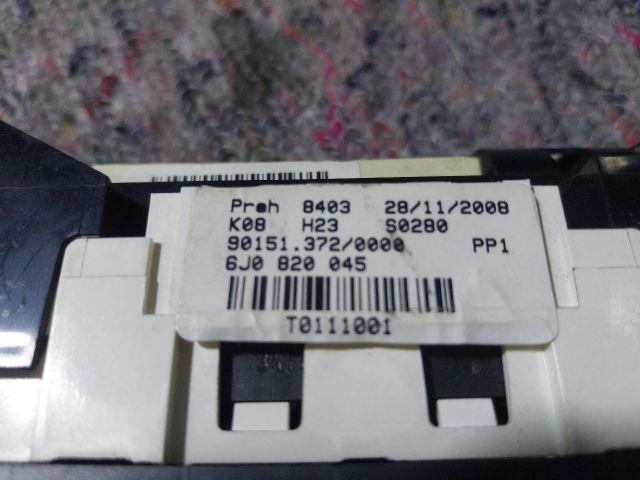 Preh 8403 28/11/2008
K08 H23 S0280
90151.372/0000 PP1
6J0 820 045
T0111001